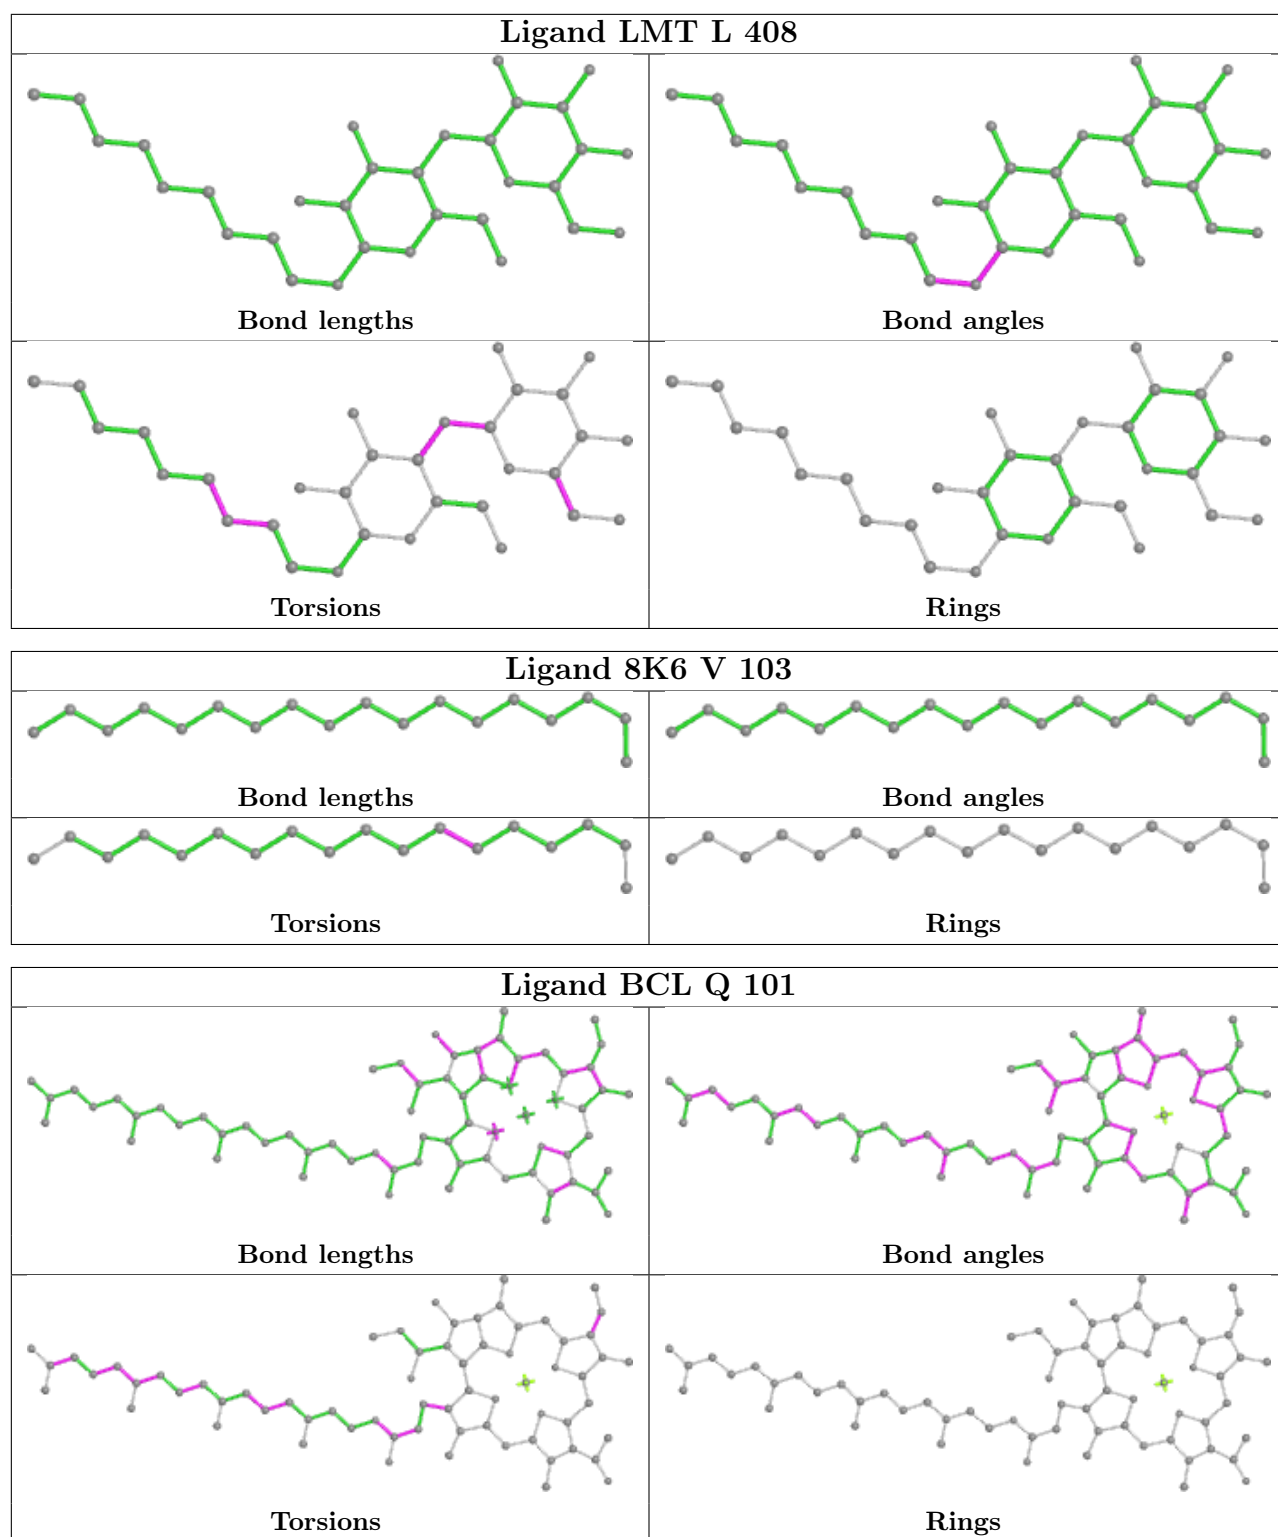 Ligand LMT L 408
Bond lengths
Bond angles
Torsions
Rings
Ligand 8K6 V 103
Bond lengths
Bond angles
Torsions
Rings
Ligand BCL Q 101
Bond lengths
Bond angles
Torsions
Rings